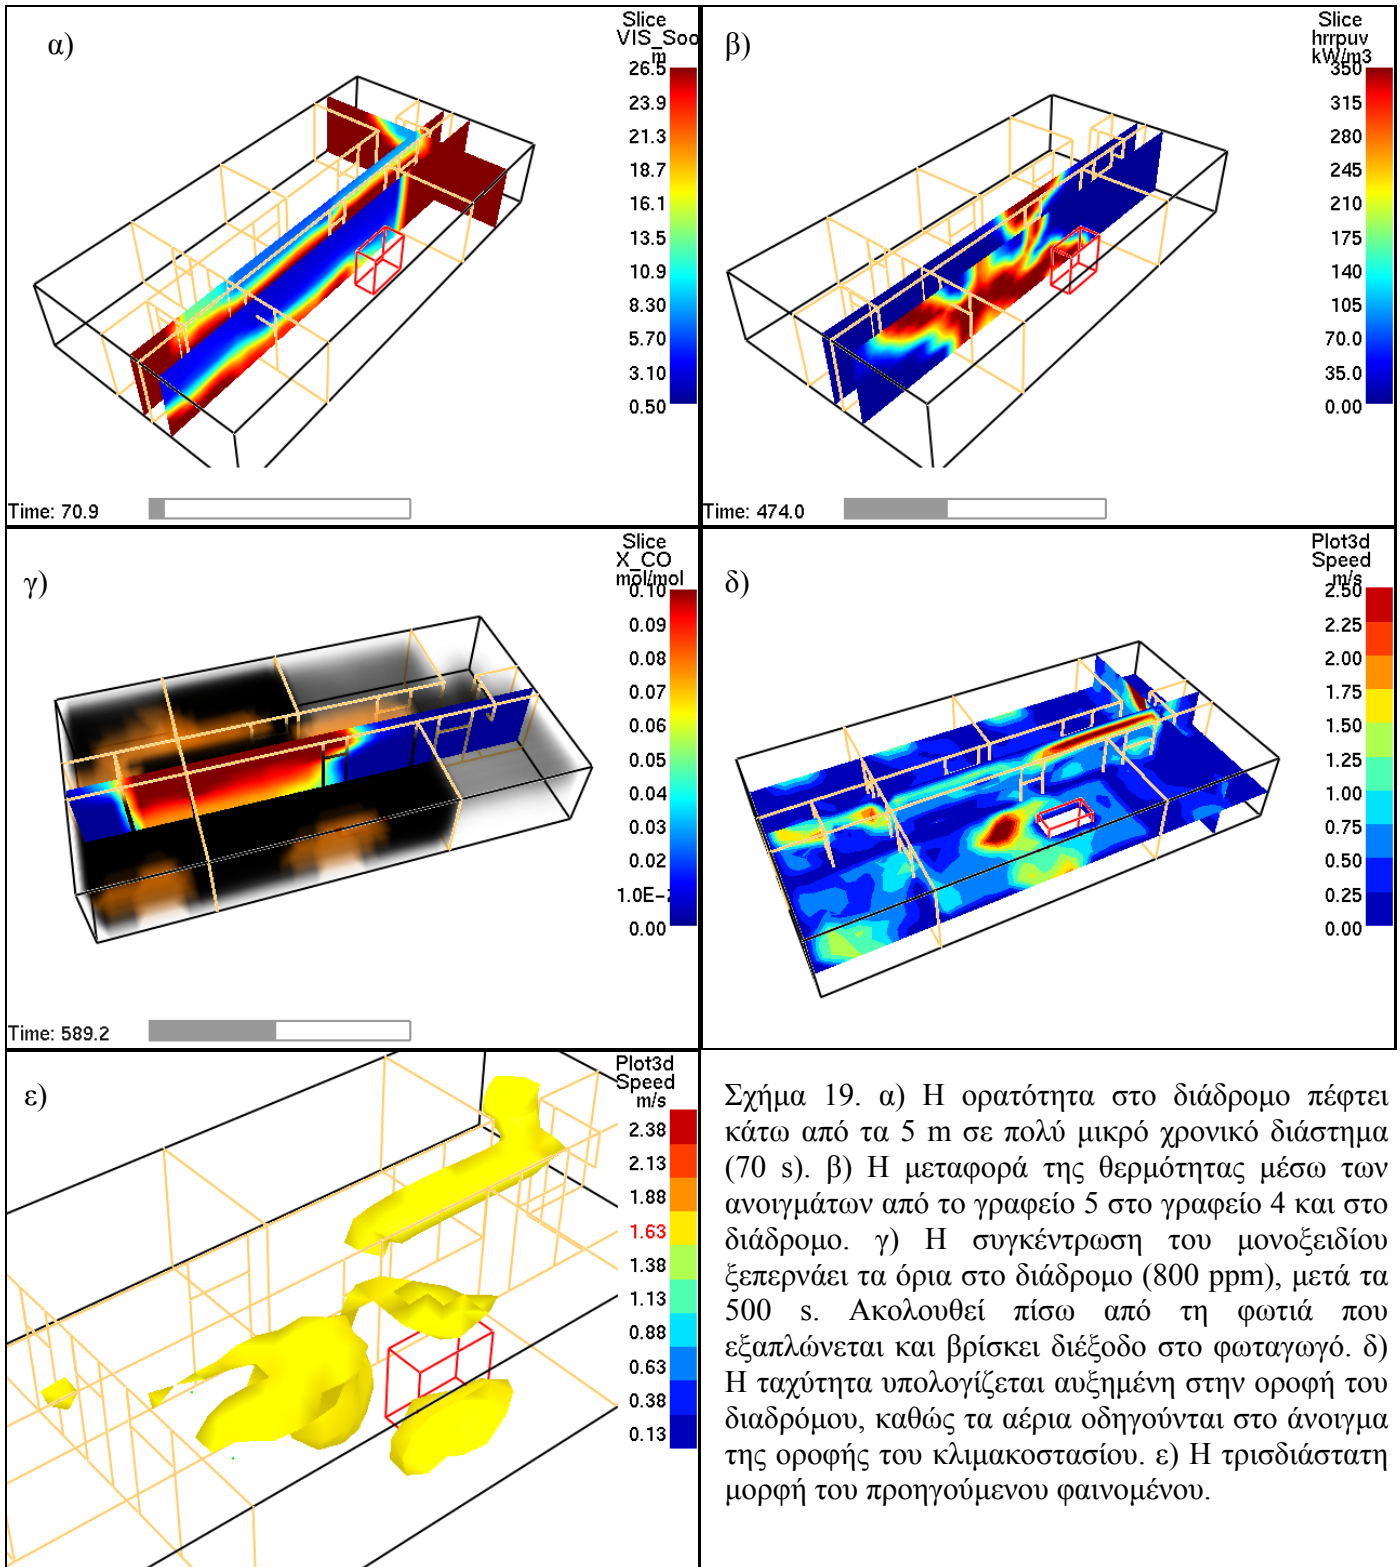 α)
Slice
VIS_Soo
m
26.5
23.9
21.3
18.7
16.1
13.5
10.9
8.30
5.70
3.10
0.50
Time: 70.9
β)
Slice
hrrpuv
kW/m3
350
315
280
245
210
175
140
105
70.0
35.0
0.00
Time: 474.0
γ)
Slice
X_CO
mol/mol
0.10
0.09
0.08
0.07
0.06
0.05
0.04
0.03
0.02
1.0E-2
0.00
Time: 589.2
δ)
Plot3d
Speed
m/s
2.50
2.25
2.00
1.75
1.50
1.25
1.00
0.75
0.50
0.25
0.00
ε)
Plot3d
Speed
m/s
2.38
2.13
1.88
1.63
1.38
1.13
0.88
0.63
0.38
0.13
Σχήμα 19. α) Η ορατότητα στο διάδρομο πέφτει
κάτω από τα 5 m σε πολύ μικρό χρονικό διάστημα
(70 s). β) Η μεταφορά της θερμότητας μέσω των
ανοιγμάτων από το γραφείο 5 στο γραφείο 4 και στο
διάδρομο. γ) Η συγκέντρωση του μονοξειδίου
ξεπερνάει τα όρια στο διάδρομο (800 ppm), μετά τα
500 s. Ακολουθεί πίσω από τη φωτιά που
εξαπλώνεται και βρίσκει διέξοδο στο φωταγωγό. δ)
Η ταχύτητα υπολογίζεται αυξημένη στην οροφή του
διαδρόμου, καθώς τα αέρια οδηγούνται στο άνοιγμα
της οροφής του κλιμακοστασίου. ε) Η τρισδιάστατη
μορφή του προηγούμενου φαινομένου.